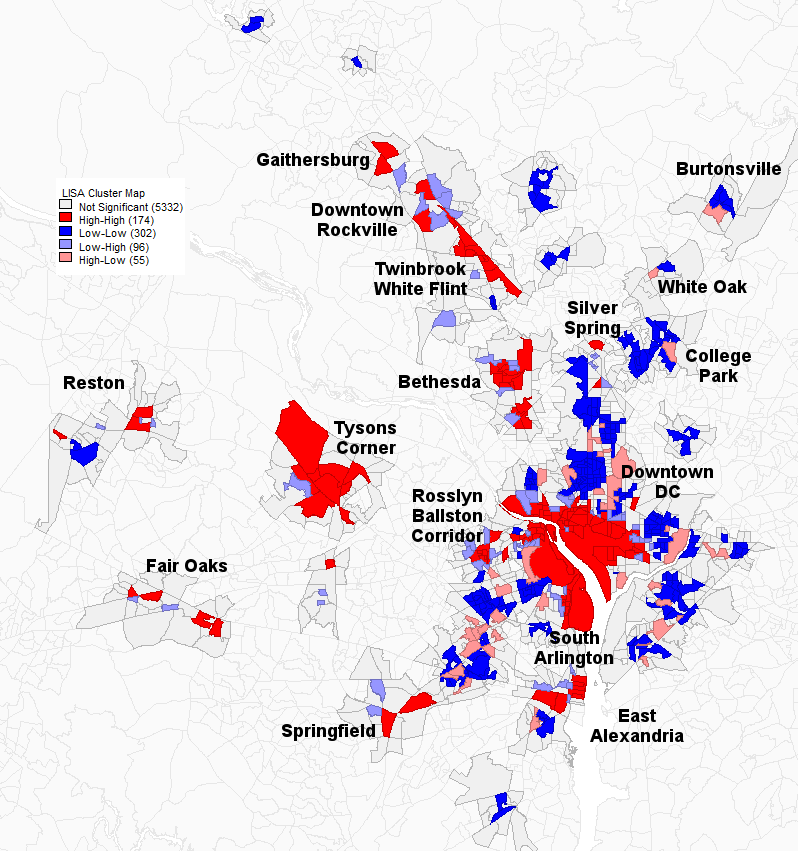 Gaithersburg
Burtonsville
LISA Cluster Map
Not Significant (5332)
High-High (174)
Low-Low (302)
Low-High (96)
High-Low (55)
Downtown
Rockville
Twinbrook
White Flint
White Oak
Silver
Spring
College
Park
Reston
Bethesda
Tysons
Corner
Downtown
DC
Rosslyn
Ballston
Corridor
Fair Oaks
South
Arlington
Springfield
East
Alexandria